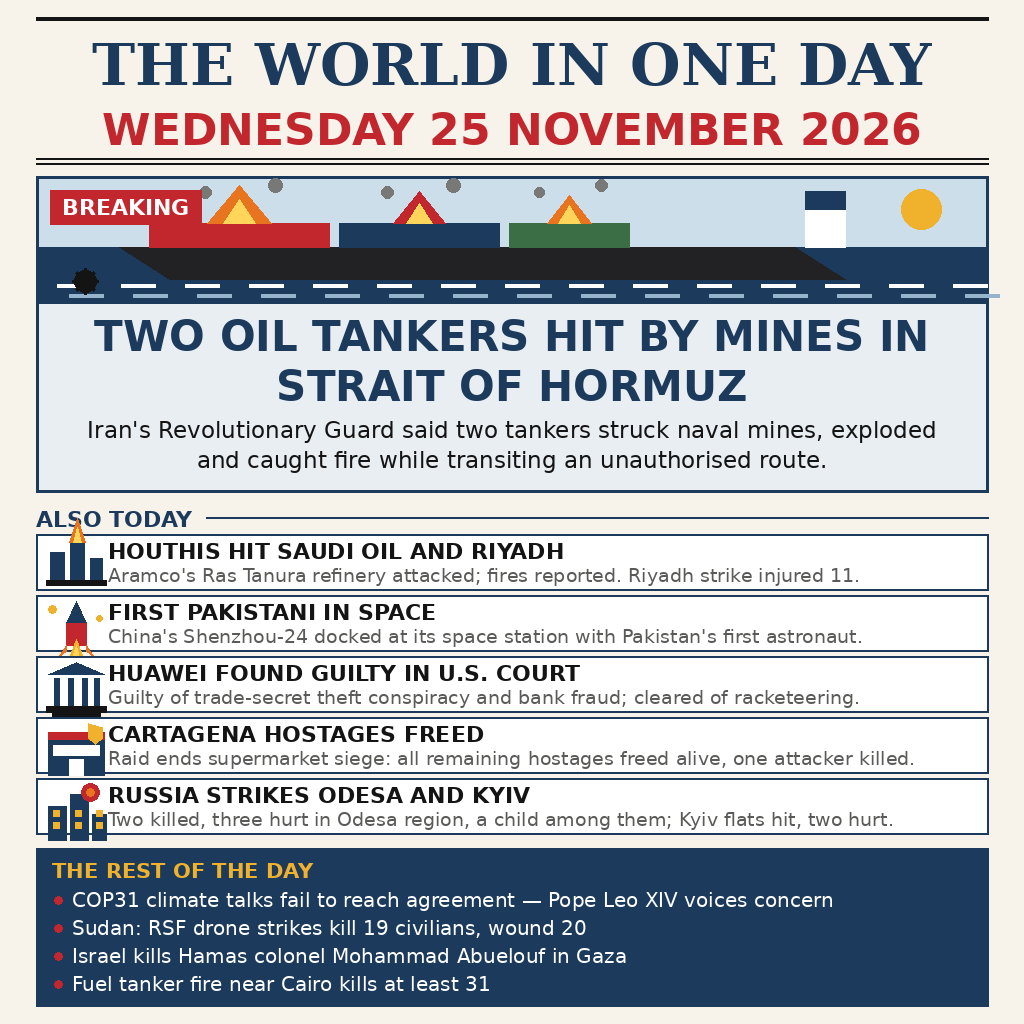 THE WORLD IN ONE DAY
WEDNESDAY 25 NOVEMBER 2026
BREAKING
TWO OIL TANKERS HIT BY MINES IN
STRAIT OF HORMUZ
Iran's Revolutionary Guard said two tankers struck naval mines, exploded
and caught fire while transiting an unauthorised route.
ALSO TODAY
HOUTHIS HIT SAUDI OIL AND RIYADH
Aramco's Ras Tanura refinery attacked; fires reported. Riyadh strike injured 11.
FIRST PAKISTANI IN SPACE
China's Shenzhou-24 docked at its space station with Pakistan's first astronaut.
HUAWEI FOUND GUILTY IN U.S. COURT
Guilty of trade-secret theft conspiracy and bank fraud; cleared of racketeering.
CARTAGENA HOSTAGES FREED
Raid ends supermarket siege: all remaining hostages freed alive, one attacker killed.
RUSSIA STRIKES ODESA AND KYIV
Two killed, three hurt in Odesa region, a child among them; Kyiv flats hit, two hurt.
THE REST OF THE DAY
COP31 climate talks fail to reach agreement — Pope Leo XIV voices concern
Sudan: RSF drone strikes kill 19 civilians, wound 20
Israel kills Hamas colonel Mohammad Abuelouf in Gaza
Fuel tanker fire near Cairo kills at least 31